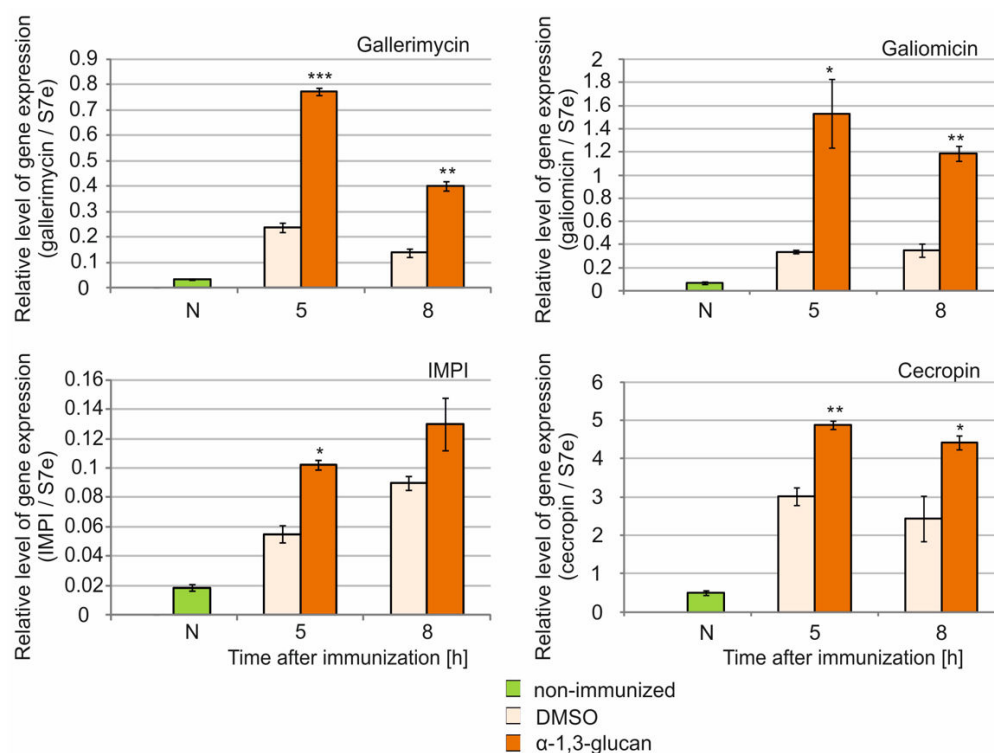 Gallerymycin
Relative level of gene expression
(gallerimycin / S7e)
0.9
0.8
0.7
0.6
0.5
0.4
0.3
0.2
0.1
0
***
**
N 5 8
Galiomicin
Relative level of gene expression
(galiomicin / S7e)
2
1.8
1.6
1.4
1.2
1
0.8
0.6
0.4
0.2
0
*
**
N 5 8
IMPI
Relative level of gene expression
(IMPI / S7e)
0.16
0.14
0.12
0.1
0.08
0.06
0.04
0.02
0
*
N 5 8
Time after immunization [h]
Cecropin
Relative level of gene expression
(cecropin / S7e)
6
5
4
3
2
1
0
**
*
N 5 8
Time after immunization [h]
non-immunized
DMSO
α-1,3-glucan